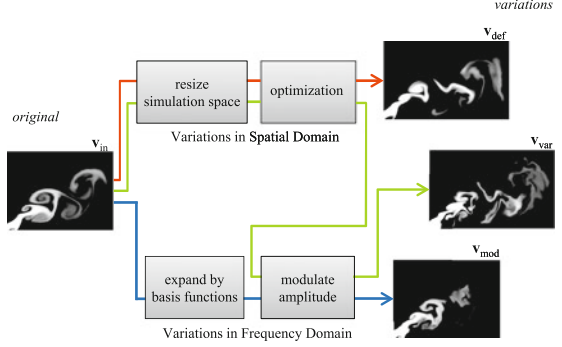 variations
v_def
resize
simulation space
optimization
original
Variations in Spatial Domain
v_in
v_var
v_mod
expand by
basis functions
modulate
amplitude
Variations in Frequency Domain